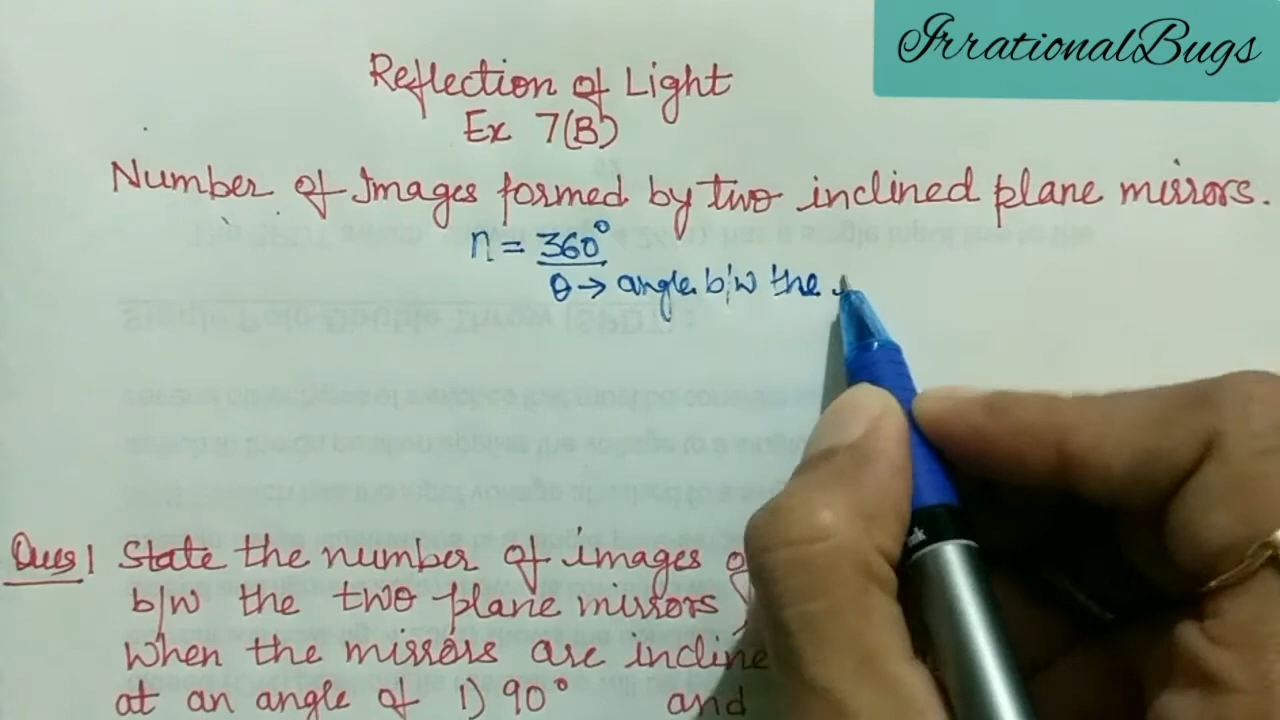 IrrationalBugs
Reflection of Light
Ex 7(B)
Number of Images formed by two inclined plane mirrors.
n = 360°
θ → angle b/w the
Ques 1 State the number of images
b/w the two plane mirrors
when the mirrors are incline
at an angle of 1) 90° and